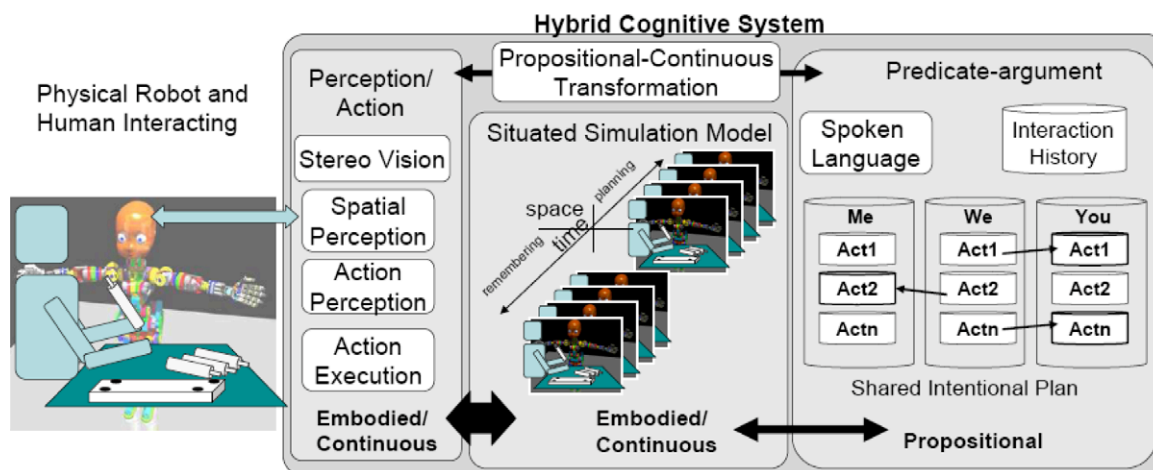 Hybrid Cognitive System
Propositional-Continuous
Transformation
Physical Robot and
Human Interacting
Perception/
Action
Stereo Vision
Spatial
Perception
Action
Perception
Action
Execution
Embodied/
Continuous
Situated Simulation Model
planning
space
time
remembering
Embodied/
Continuous
Predicate-argument
Spoken
Language
Interaction
History
Me
We
You
Act1
Act1
Act1
Act2
Act2
Act2
Actn
Actn
Actn
Shared Intentional Plan
Propositional